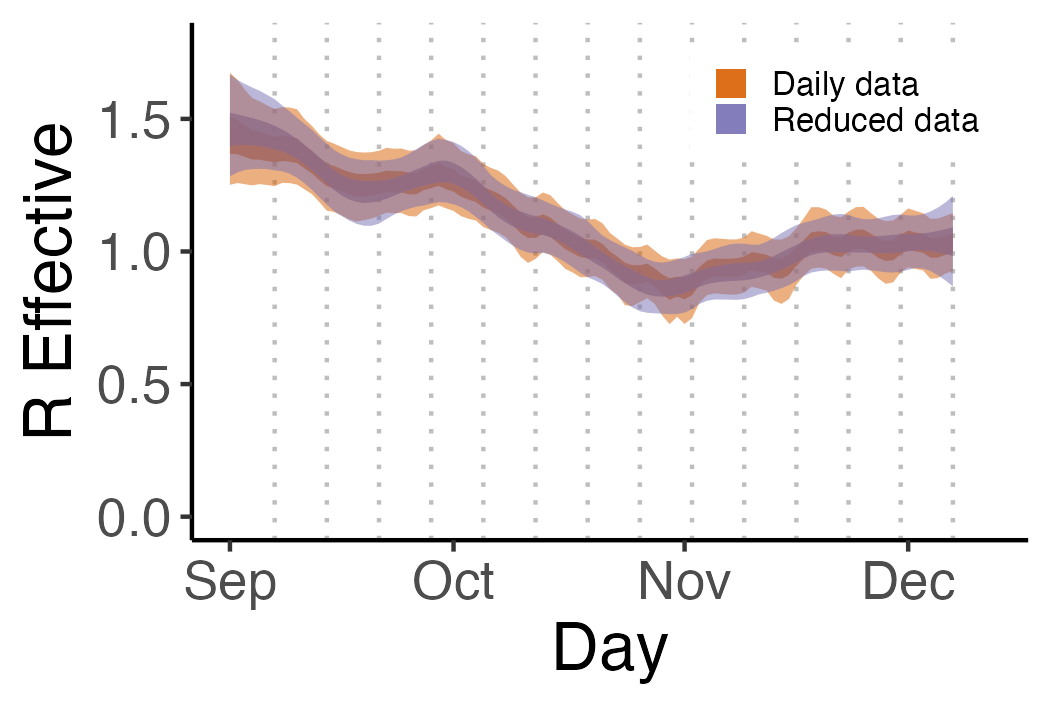 R Effective
1.5
1.0
0.5
0.0
Daily data
Reduced data
Sep Oct Nov Dec
Day